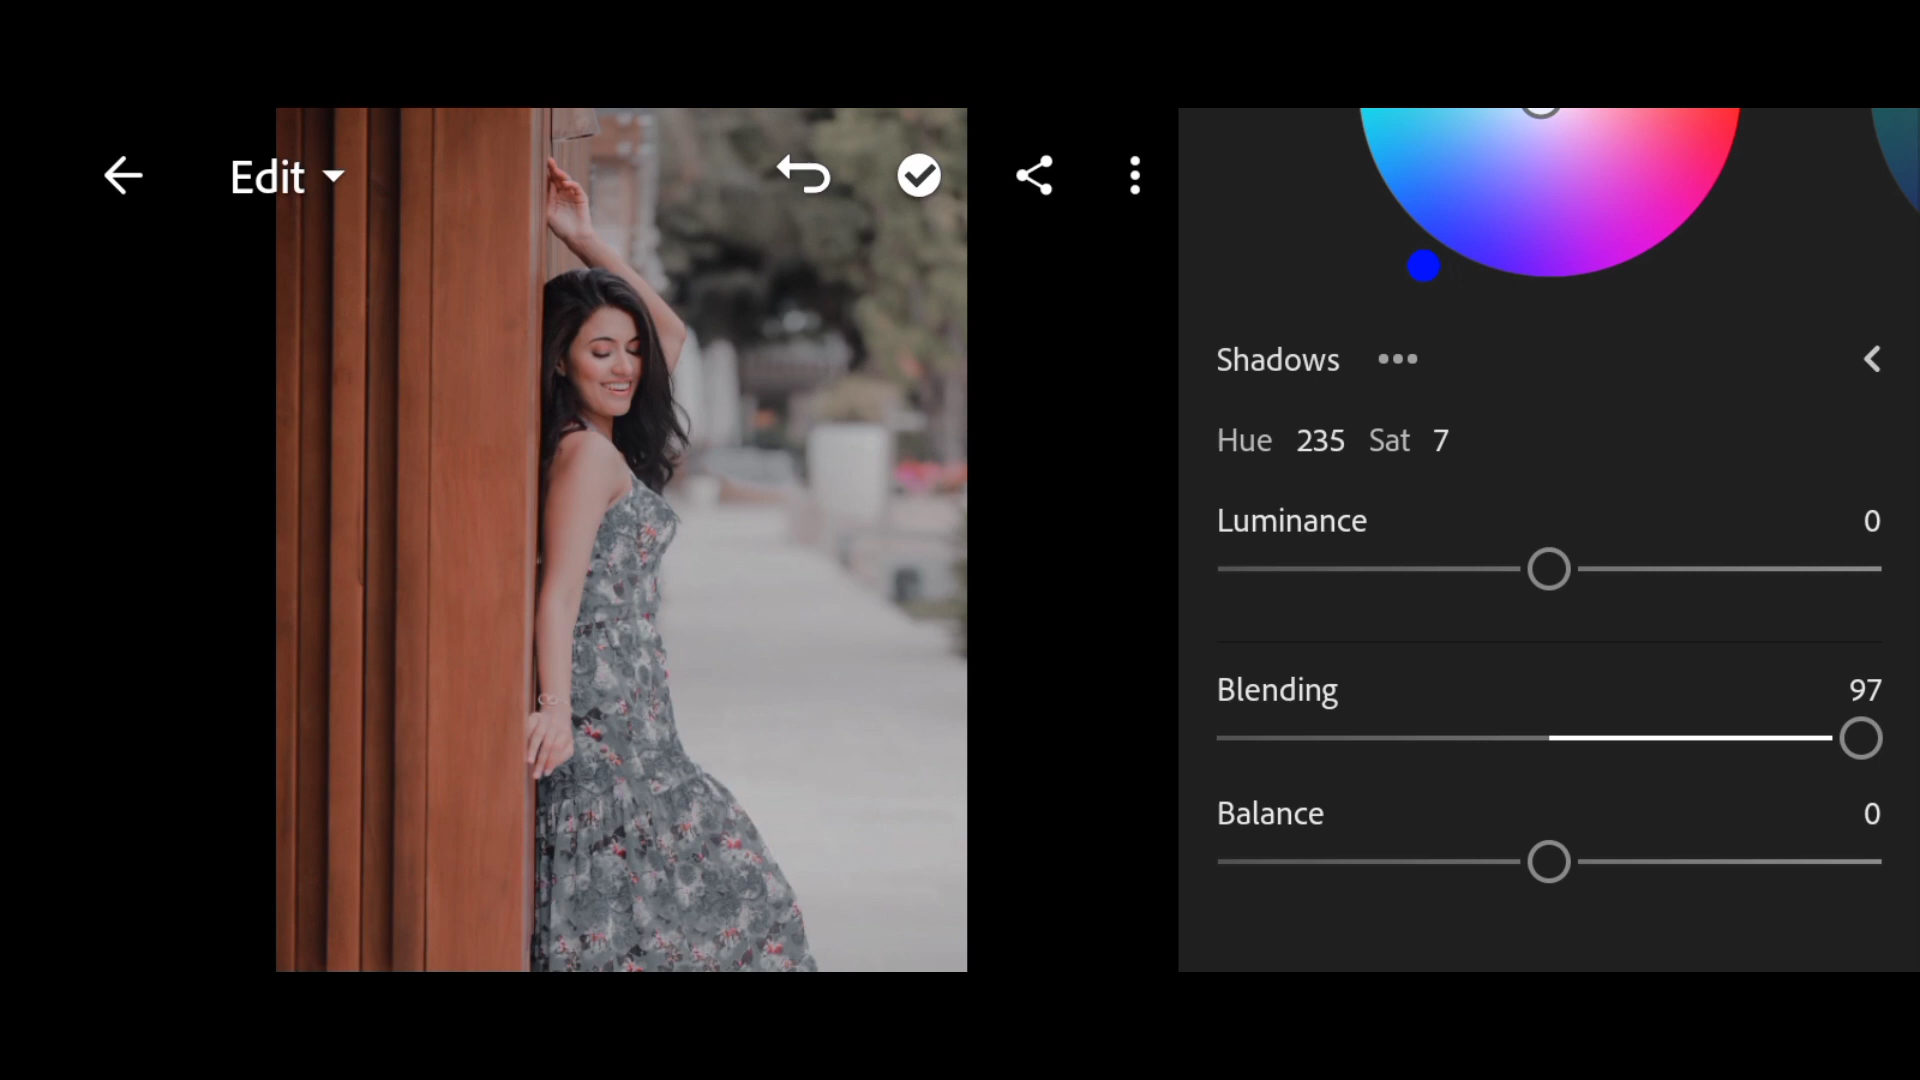 Edit
Shadows
Hue 235 Sat 7
Luminance 0
Blending 97
Balance 0